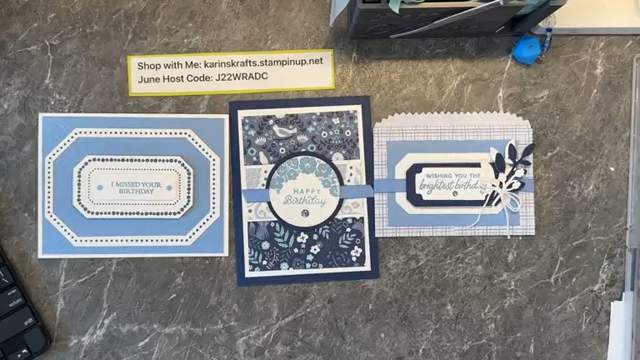 Shop with Me: karinskrafts.stampinup.net
June Host Code: J22WRADC
I MISSED YOUR
BIRTHDAY
HAPPY
Birthday
WISHING YOU THE
brightest birthday